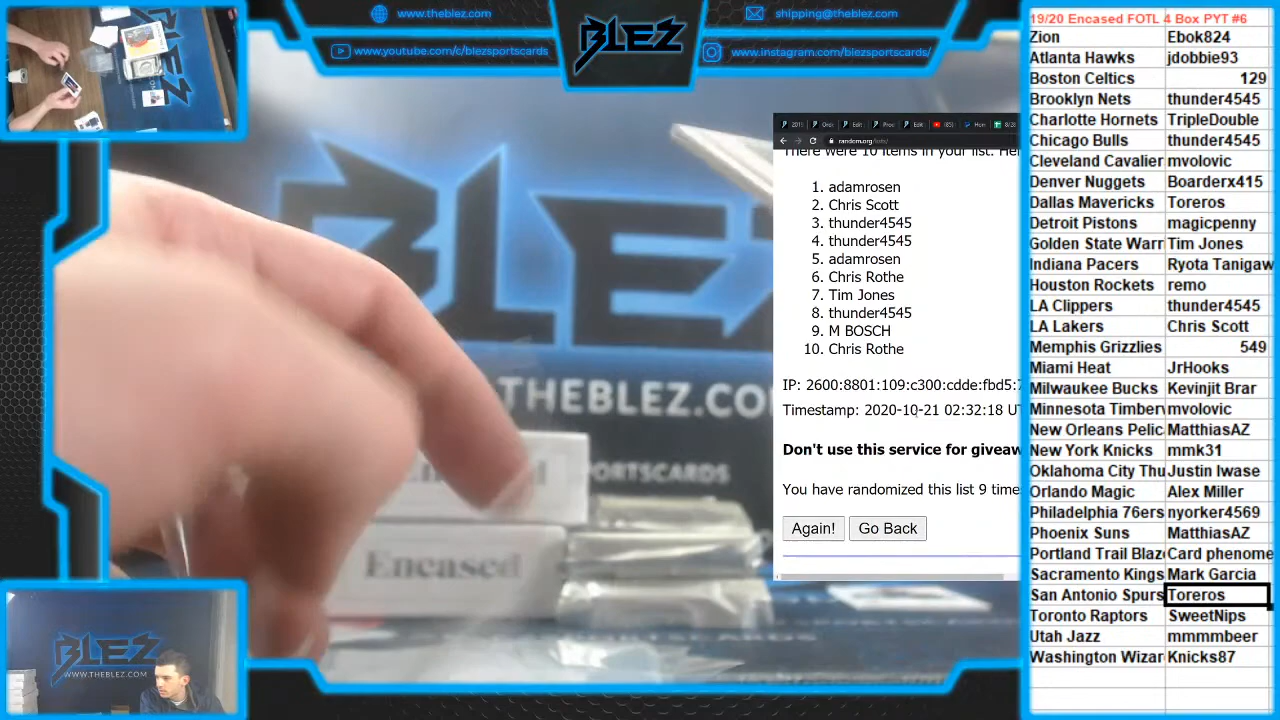 www.theblez.com
www.youtube.com/c/blezsportscards
BLEZ
shipping@theblez.com
www.instagram.com/blezsportscards/
random.org/lists/
There were 10 items in your list.
1. adamrosen
2. Chris Scott
3. thunder4545
4. thunder4545
5. adamrosen
6. Chris Rothe
7. Tim Jones
8. thunder4545
9. M BOSCH
10. Chris Rothe
IP: 2600:8801:109:c300:cdde:fbd5:
Timestamp: 2020-10-21 02:32:18 U
Don't use this service for giveaw
You have randomized this list 9 time
Again! Go Back
19/20 Encased FOTL 4 Box PYT #6
Zion Ebok824
Atlanta Hawks jdobbie93
Boston Celtics 129
Brooklyn Nets thunder4545
Charlotte Hornets TripleDouble
Chicago Bulls thunder4545
Cleveland Cavalier mvolovic
Denver Nuggets Boarderx415
Dallas Mavericks Toreros
Detroit Pistons magicpenny
Golden State Warr Tim Jones
Indiana Pacers Ryota Tanigaw
Houston Rockets remo
LA Clippers thunder4545
LA Lakers Chris Scott
Memphis Grizzlies 549
Miami Heat JrHooks
Milwaukee Bucks Kevinjit Brar
Minnesota Timberv mvolovic
New Orleans Pelic MatthiasAZ
New York Knicks mmk31
Oklahoma City Thu Justin Iwase
Orlando Magic Alex Miller
Philadelphia 76ers nyorker4569
Phoenix Suns MatthiasAZ
Portland Trail Blaz Card phenome
Sacramento Kings Mark Garcia
San Antonio Spurs Toreros
Toronto Raptors SweetNips
Utah Jazz mmmmbeer
Washington Wizar Knicks87
BLEZ
THEBLEZ.CO
SPORTSCARDS
Encased
Encased
BLEZ
WWW.THEBLEZ.COM